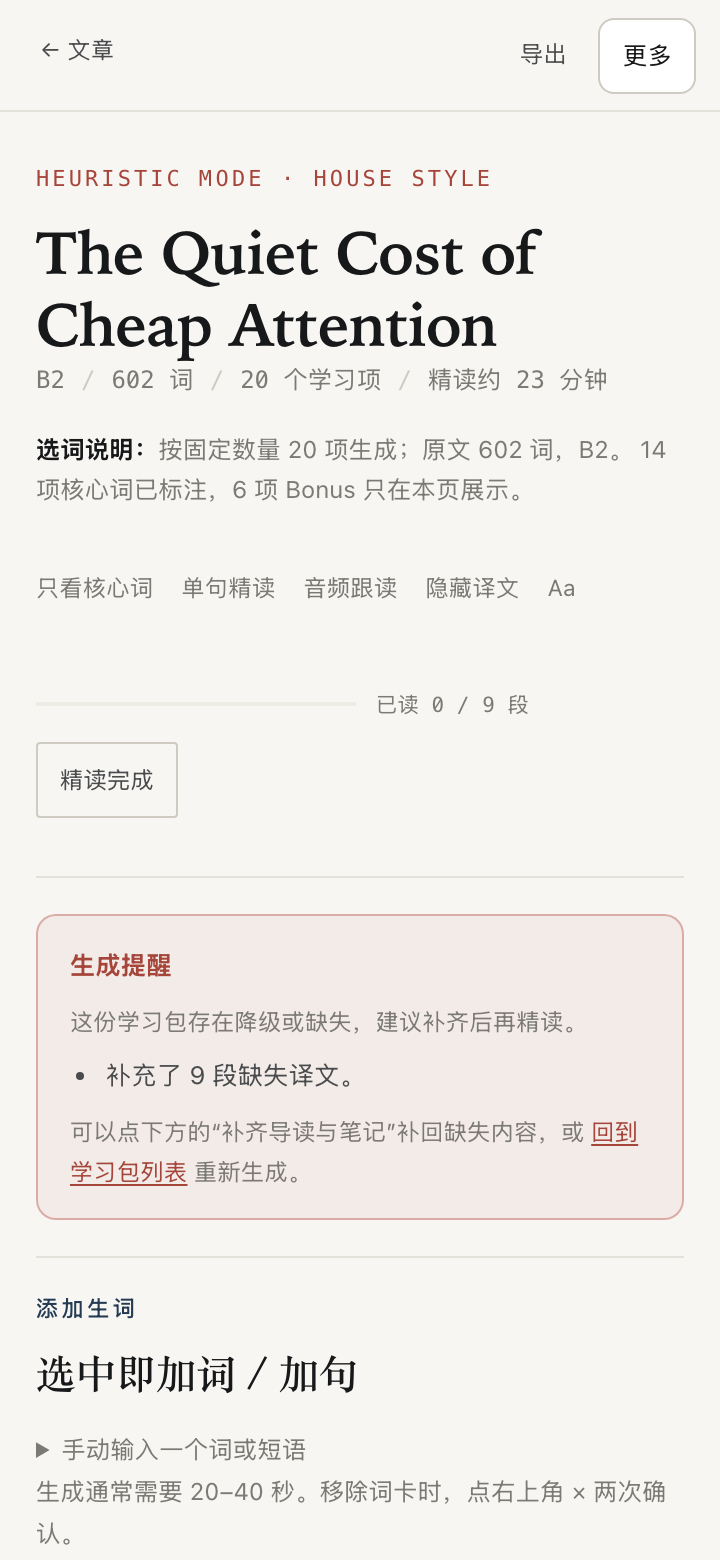 ← 文章
导出
更多
HEURISTIC MODE · HOUSE STYLE
The Quiet Cost of
Cheap Attention
B2 / 602 词 / 20 个学习项 / 精读约 23 分钟
选词说明：按固定数量 20 项生成；原文 602 词，B2。 14
项核心词已标注，6 项 Bonus 只在本页展示。
只看核心词 单句精读 音频跟读 隐藏译文 Aa
已读 0 / 9 段
精读完成
生成提醒
这份学习包存在降级或缺失，建议补齐后再精读。
• 补充了 9 段缺失译文。
可以点下方的“补齐导读与笔记”补回缺失内容，或 回到
学习包列表 重新生成。
添加生词
选中即加词 / 加句
▶ 手动输入一个词或短语
生成通常需要 20–40 秒。移除词卡时，点右上角 × 两次确
认。